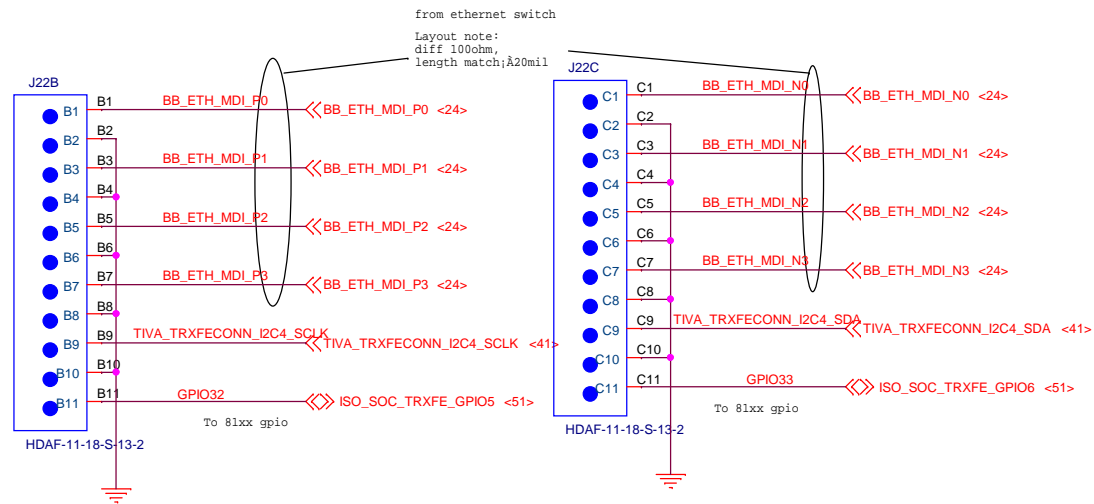 from ethernet switch
Layout note:
diff 100ohm,
length match¡À20mil
J22B
B1 B1 BB_ETH_MDI_P0 BB_ETH_MDI_P0 <24>
B2 B2
B3 B3 BB_ETH_MDI_P1 BB_ETH_MDI_P1 <24>
B4 B4
B5 B5 BB_ETH_MDI_P2 BB_ETH_MDI_P2 <24>
B6 B6
B7 B7 BB_ETH_MDI_P3 BB_ETH_MDI_P3 <24>
B8 B8
B9 B9 TIVA_TRXFECONN_I2C4_SCLK TIVA_TRXFECONN_I2C4_SCLK <41>
B10 B10
B11 B11 GPIO32 ISO_SOC_TRXFE_GPIO5 <51>
To 81xx gpio
HDAF-11-18-S-13-2
J22C
C1 C1 BB_ETH_MDI_N0 BB_ETH_MDI_N0 <24>
C2 C2
C3 C3 BB_ETH_MDI_N1 BB_ETH_MDI_N1 <24>
C4 C4
C5 C5 BB_ETH_MDI_N2 BB_ETH_MDI_N2 <24>
C6 C6
C7 C7 BB_ETH_MDI_N3 BB_ETH_MDI_N3 <24>
C8 C8
C9 C9 TIVA_TRXFECONN_I2C4_SDA TIVA_TRXFECONN_I2C4_SDA <41>
C10 C10
C11 C11 GPIO33 ISO_SOC_TRXFE_GPIO6 <51>
To 81xx gpio
HDAF-11-18-S-13-2